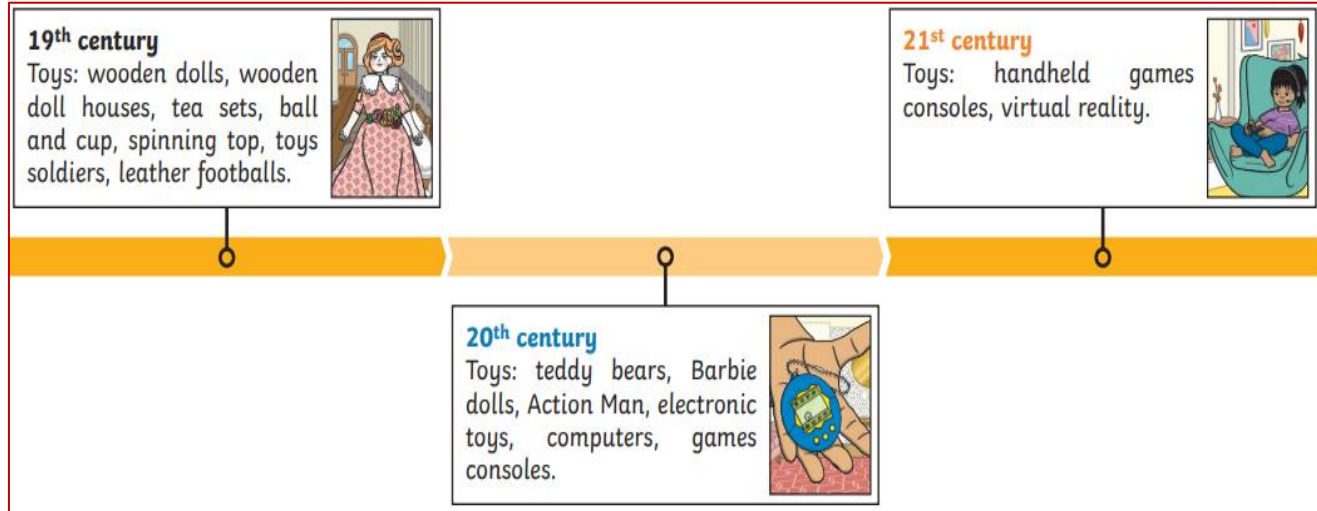 19th century
Toys: wooden dolls, wooden
doll houses, tea sets, ball
and cup, spinning top, toys
soldiers, leather footballs.
20th century
Toys: teddy bears, Barbie
dolls, Action Man, electronic
toys, computers, games
consoles.
21st century
Toys: handheld games
consoles, virtual reality.